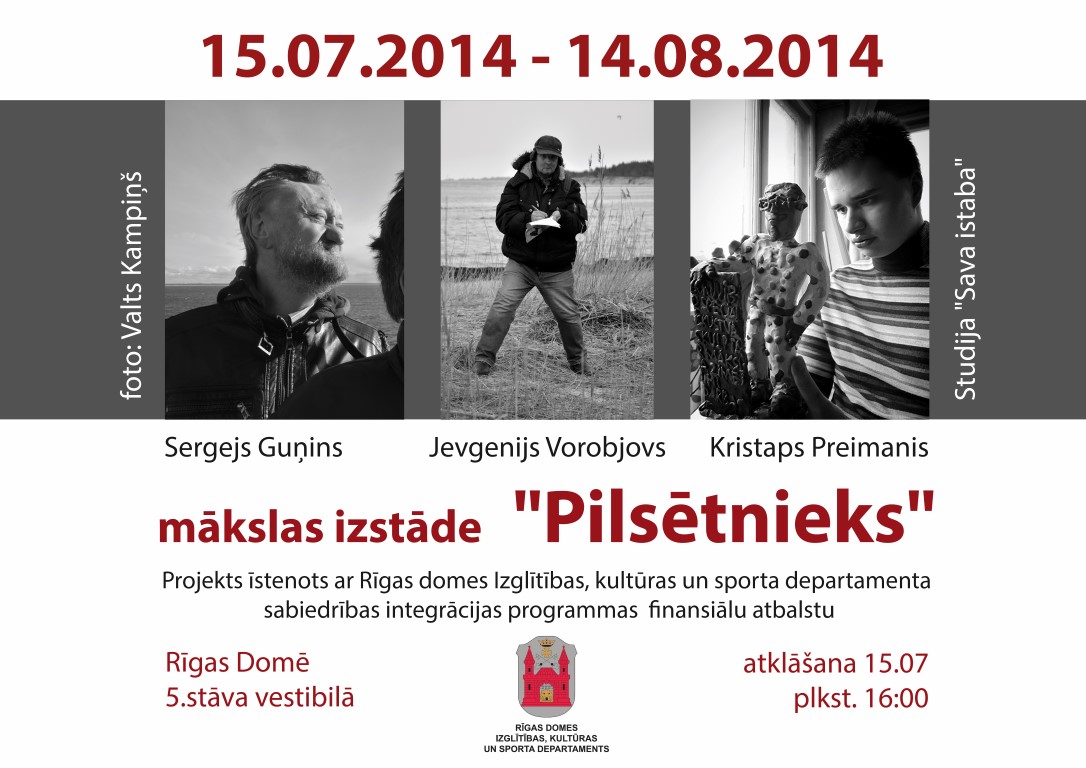 15.07.2014 - 14.08.2014
foto: Valts Kampiņš
Studija "Sava istaba"
Sergejs Guņins
Jevgenijs Vorobjovs
Kristaps Preimanis
mākslas izstāde "Pilsētnieks"
Projekts īstenots ar Rīgas domes Izglītības, kultūras un sporta departamenta
sabiedrības integrācijas programmas finansiālu atbalstu
Rīgas Domē
5.stāva vestibilā
atklāšana 15.07
plkst. 16:00
RĪGAS DOMES
IZGLĪTĪBAS, KULTŪRAS
UN SPORTA DEPARTAMENTS